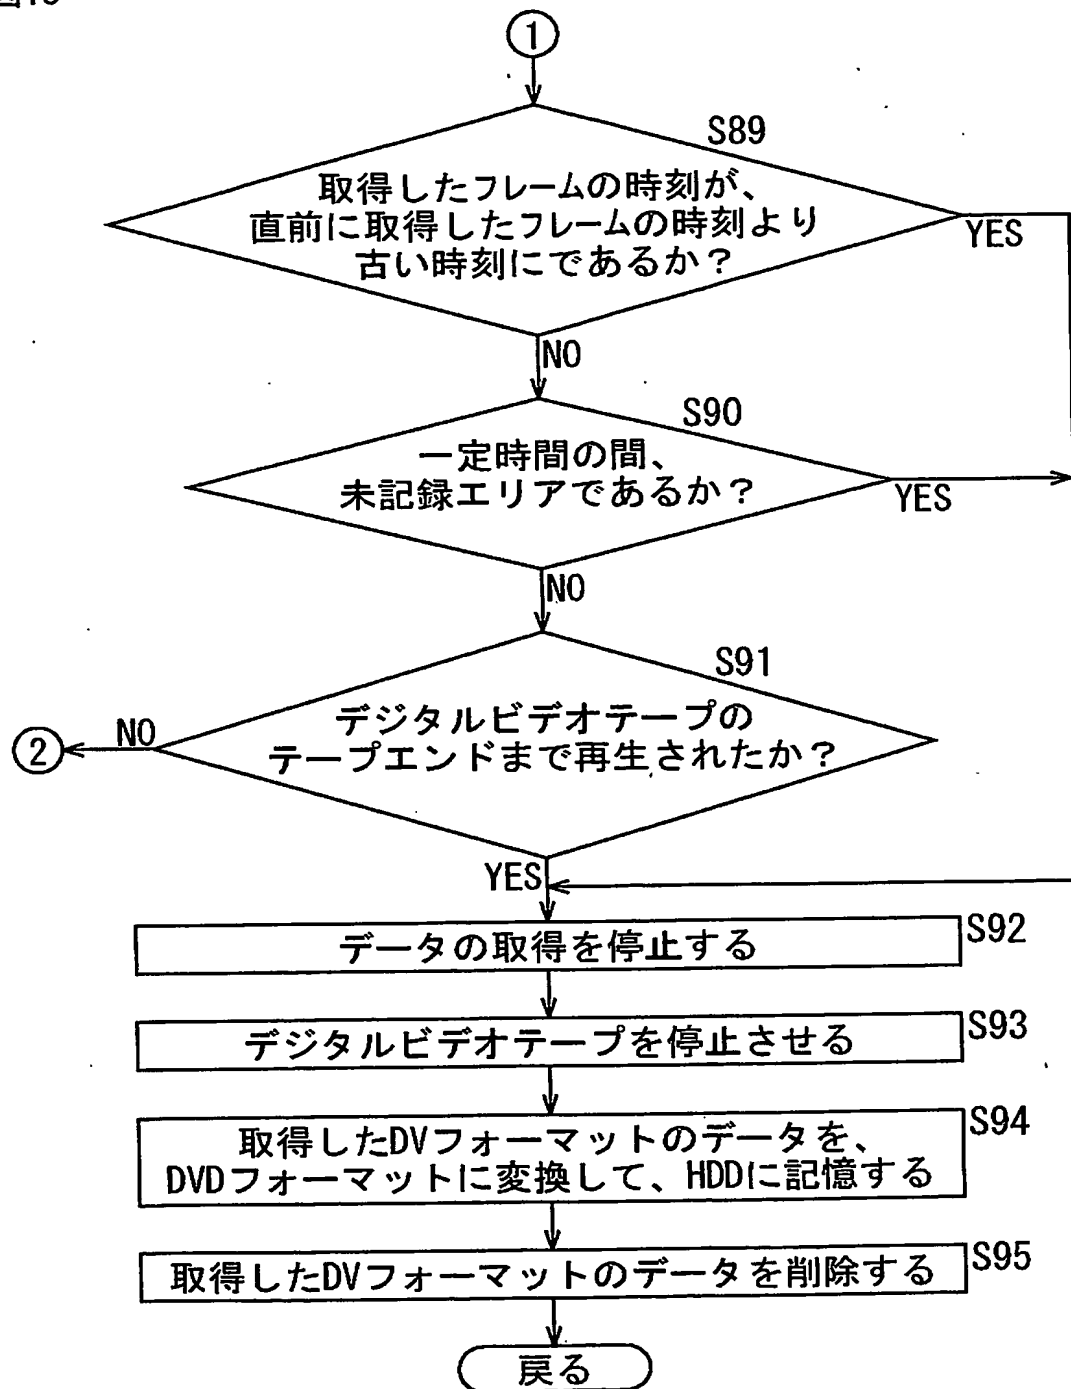 ①
S89
取得したフレームの時刻が、
直前に取得したフレームの時刻より
古い時刻にであるか？
YES
NO
S90
一定時間の間、
未記録エリアであるか？
YES
NO
S91
デジタルビデオテープの
テープエンドまで再生されたか？
NO
②
YES
データの取得を停止する
S92
デジタルビデオテープを停止させる
S93
取得したDVフォーマットのデータを、
DVDフォーマットに変換して、HDDに記憶する
S94
取得したDVフォーマットのデータを削除する
S95
戻る